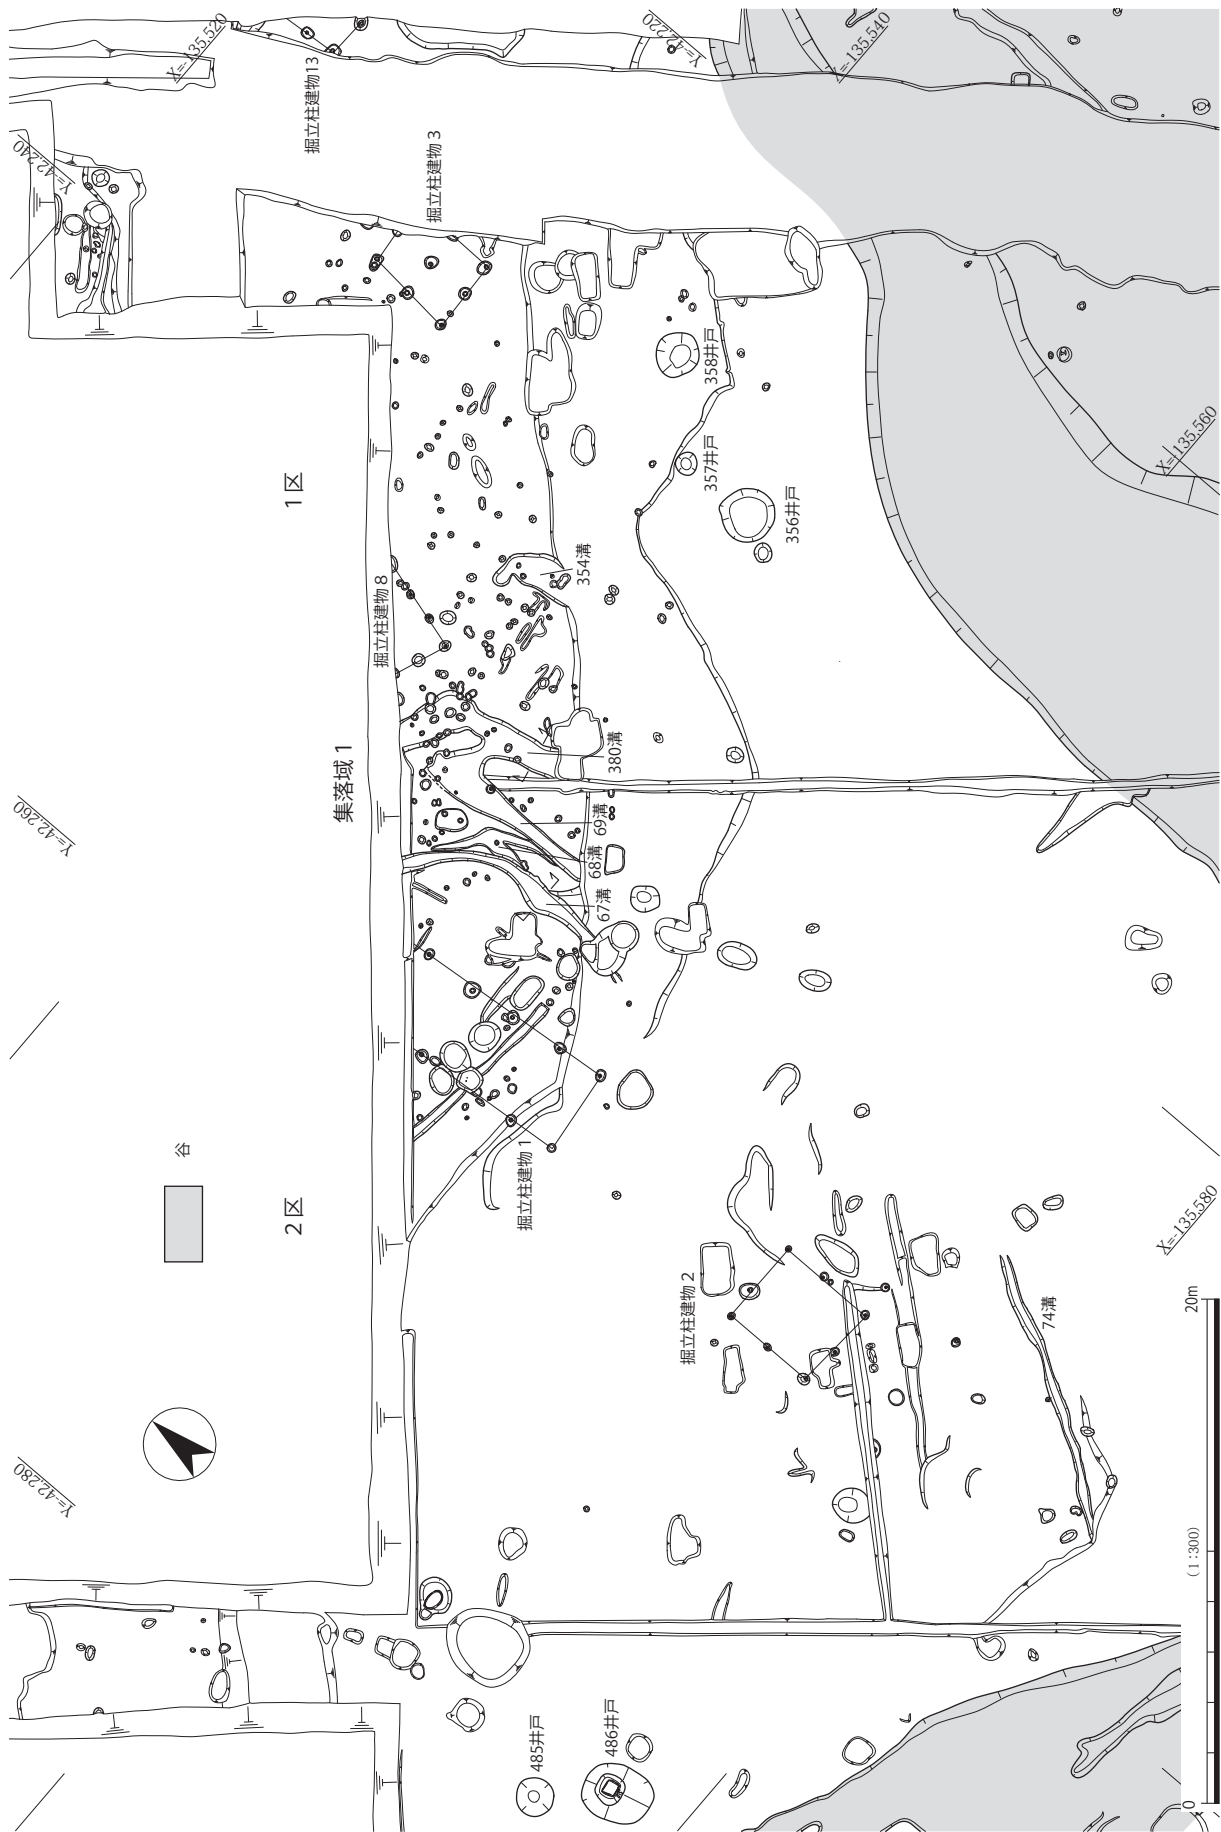 X=-135,520
Y=-42,220
X=-135,540
掘立柱建物13
掘立柱建物3
Y=-42,240
358井戸
357井戸
356井戸
X=-135,560
1区
354溝
掘立柱建物8
集落域1
380溝
69溝
68溝
67溝
Y=-42,260
谷
2区
掘立柱建物1
掘立柱建物2
74溝
X=-135,580
20m
(1:300)
0
Y=-42,280
485井戸
486井戸